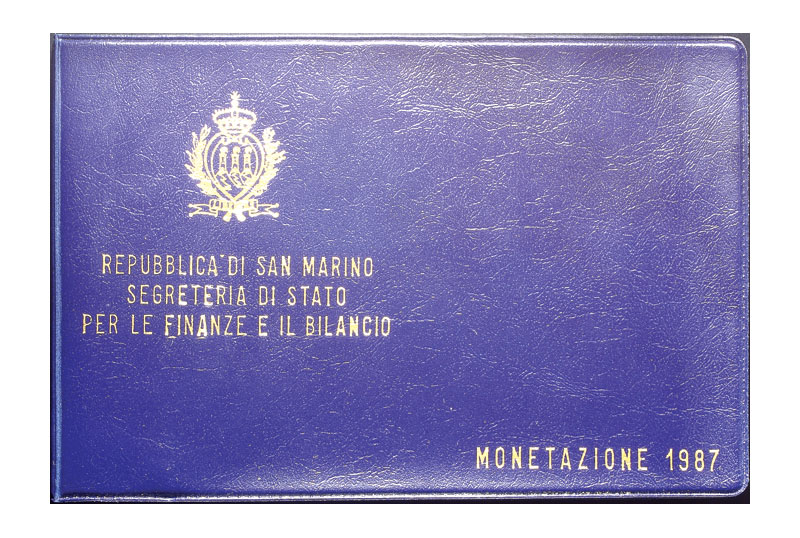 REPUBBLICA DI SAN MARINO
SEGRETERIA DI STATO
PER LE FINANZE E IL BILANCIO
MONETAZIONE 1987